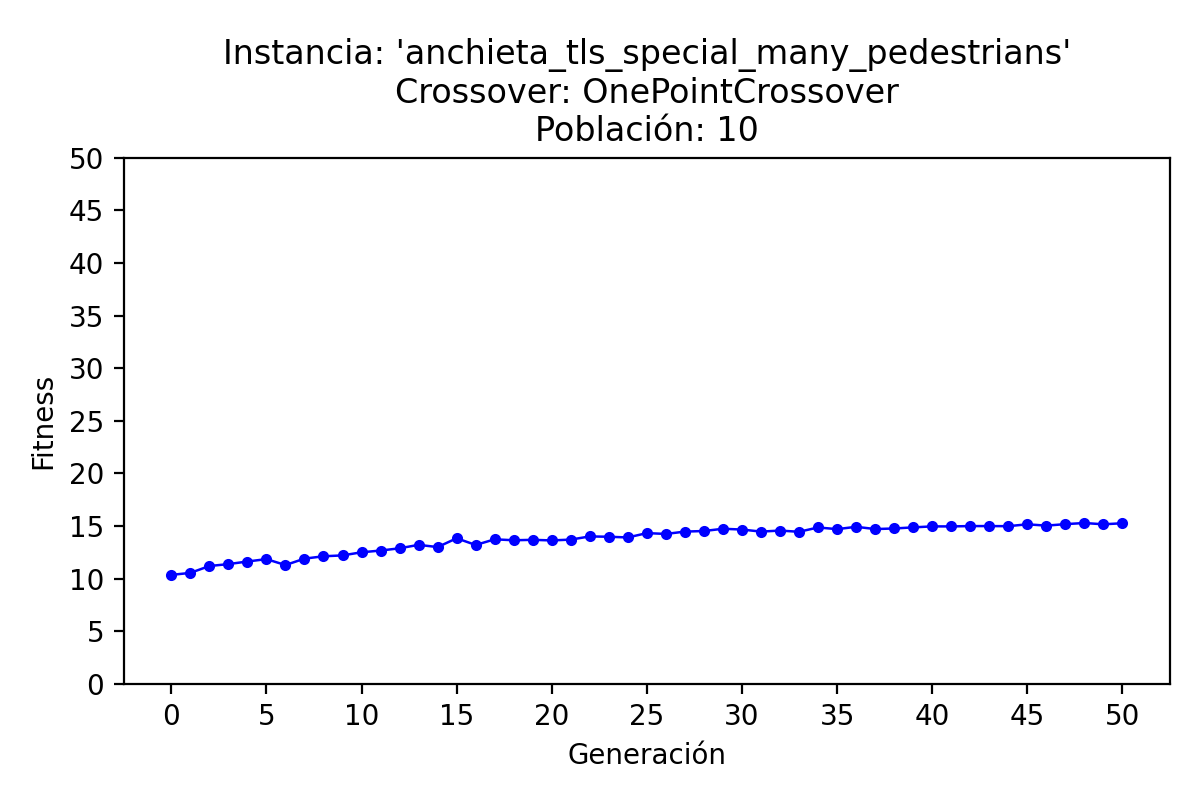 Instancia: 'anchieta_tls_special_many_pedestrians'
Crossover: OnePointCrossover
Población: 10
50
45
40
35
30
25
20
15
10
5
0
Fitness
0 5 10 15 20 25 30 35 40 45 50
Generación